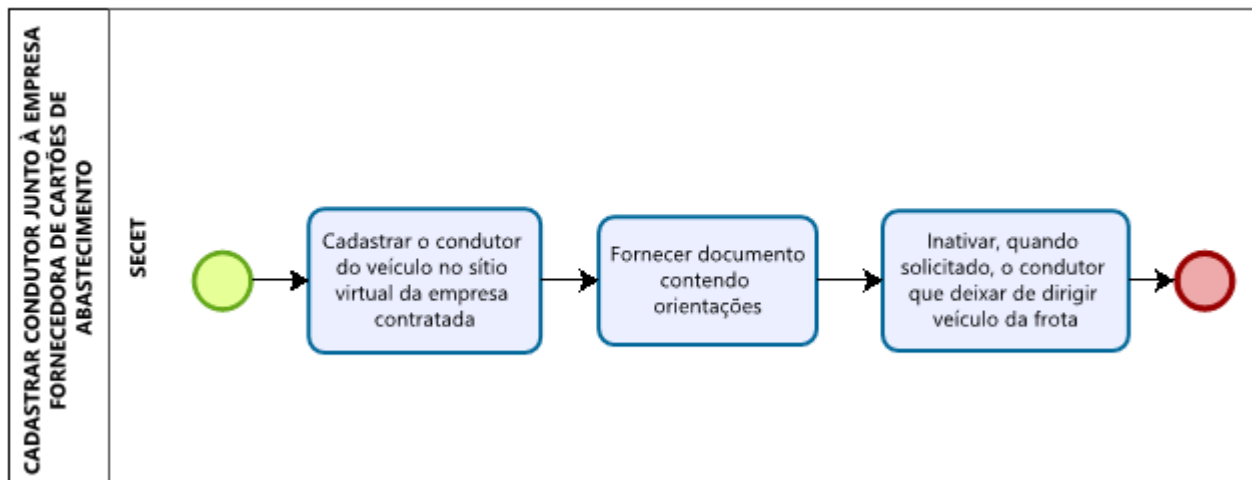 CADASTRAR CONDUTOR JUNTO À EMPRESA
FORNECEDORA DE CARTÕES DE
ABASTECIMENTO
SECET
Cadastrar o condutor
do veículo no sítio
virtual da empresa
contratada
Fornecer documento
contendo
orientações
Inativar, quando
solicitado, o condutor
que deixar de dirigir
veículo da frota